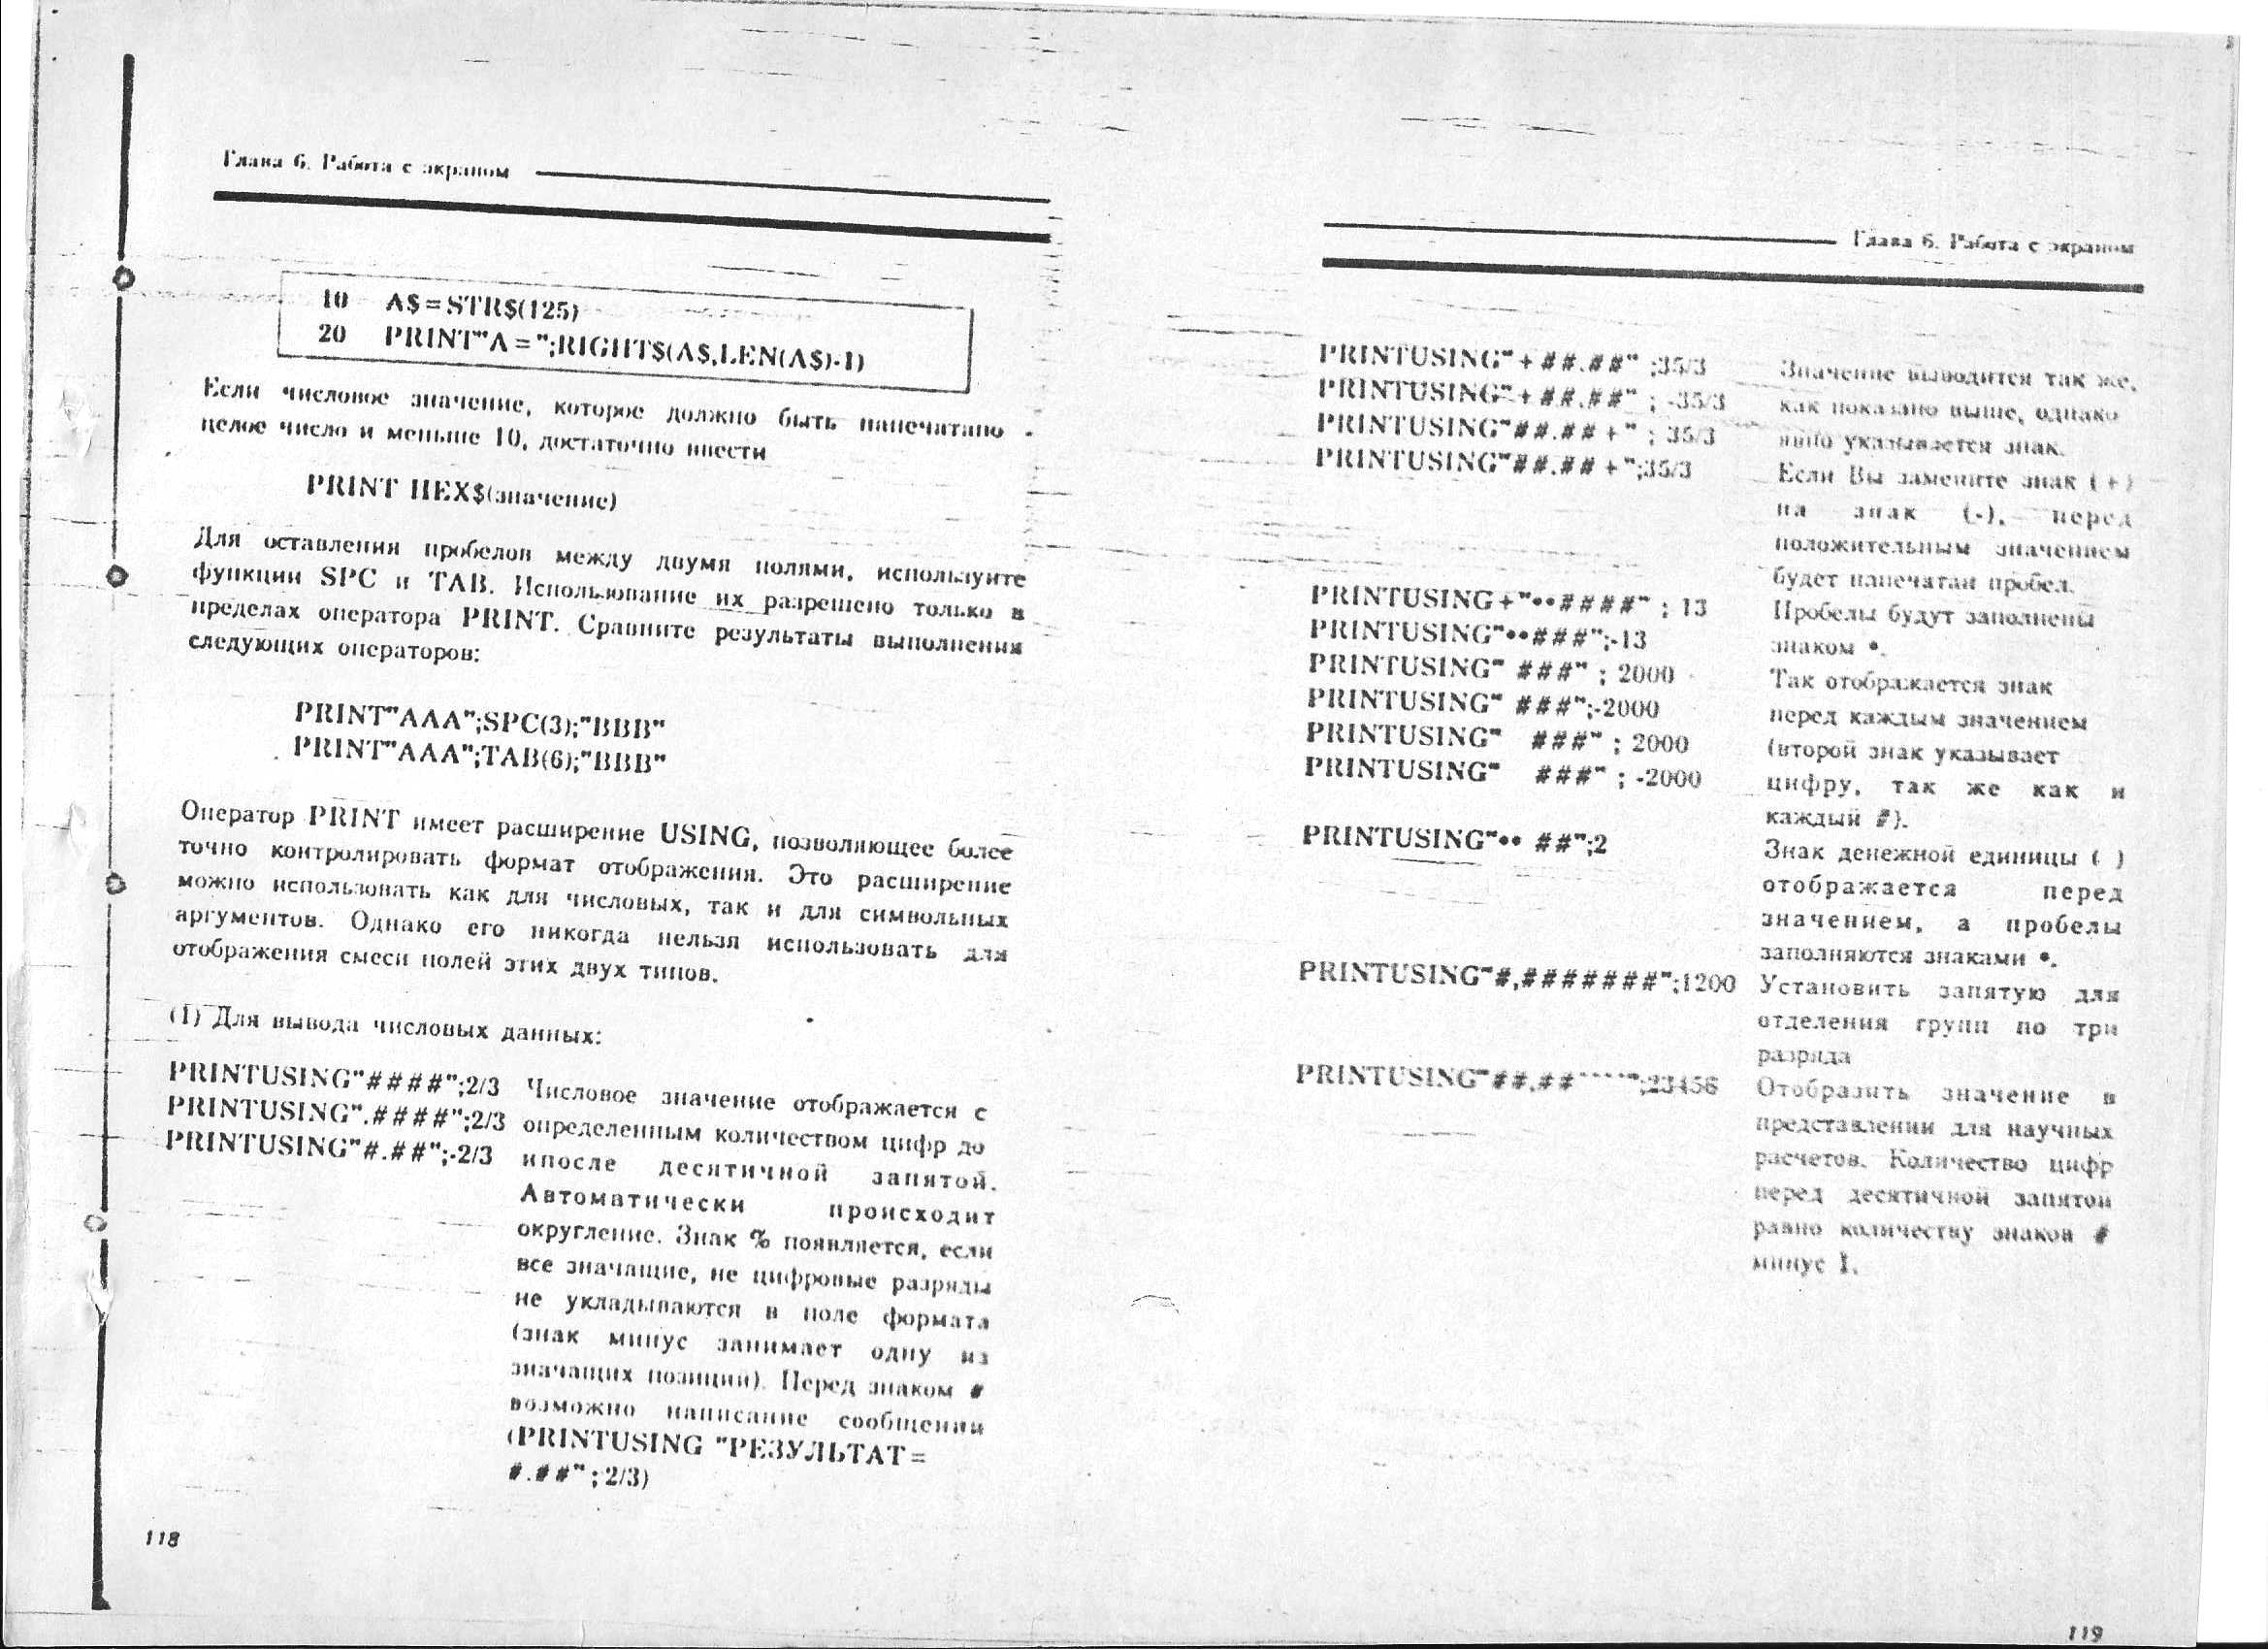 Глава 6. Работа с экраном
10 A$=STR$(125)
20 PRINT"A=";RIGHT$(A$,LEN(A$)-1)
Если числовое значение, которое должно быть напечатано -
целое число и меньше 10, достаточно ввести
PRINT HEX$(значение)
Для оставления пробелов между двумя полями, используйте
функции SPC и TAB. Использование их разрешено только в
пределах оператора PRINT. Сравните результаты выполнения
следующих операторов:
PRINT"AAA";SPC(3);"BBB"
PRINT"AAA";TAB(6);"BBB"
Оператор PRINT имеет расширение USING, позволяющее более
точно контролировать формат отображения. Это расширение
можно использовать как для числовых, так и для символьных
аргументов. Однако его никогда нельзя использовать для
отображения смеси полей этих двух типов.
(1) Для вывода числовых данных:
PRINTUSING"####";2/3
PRINTUSING".####";2/3
PRINTUSING"#.##";-2/3
Числовое значение отображается с
определенным количеством цифр до
ипосле десятичной запятой.
Автоматически происходит
округление. Знак % появляется, если
все значащие, не цифровые разряды
не укладываются в поле формата
(знак минус занимает одну из
значащих позиций). Перед знаком #
возможно написание сообщения
(PRINTUSING "РЕЗУЛЬТАТ=
#.##" ; 2/3)
118
Глава 6. Работа с экраном
PRINTUSING"+##.##" ;35/3
PRINTUSING"+##.##" ; -35/3
PRINTUSING"##.##+" ; 35/3
PRINTUSING"##.##+";35/3
Значение выводится так же,
как показано выше, однако
явно указывается знак.
Если Вы замените знак (+)
на знак (-), перед
положительным значением
будет напечатан пробел.
PRINTUSING+"••####" ; 13
PRINTUSING"••###";-13
Пробелы будут заполнены
знаком •.
PRINTUSING" ###" ; 2000
PRINTUSING" ###";-2000
PRINTUSING" ###" ; 2000
PRINTUSING" ###" ; -2000
Так отображается знак
перед каждым значением
(второй знак указывает
цифру, так же как и
каждый #).
PRINTUSING"•• ##";2
Знак денежной единицы ( )
отображается перед
значением, а пробелы
заполняются знаками •.
PRINTUSING"#,#######";1200
Установить запятую для
отделения групп по три
разряда
PRINTUSING"##.##^^^^";23456
Отобразить значение в
представлении для научных
расчетов. Количество цифр
перед десятичной запятой
равно количеству знаков #
минус 1.
119